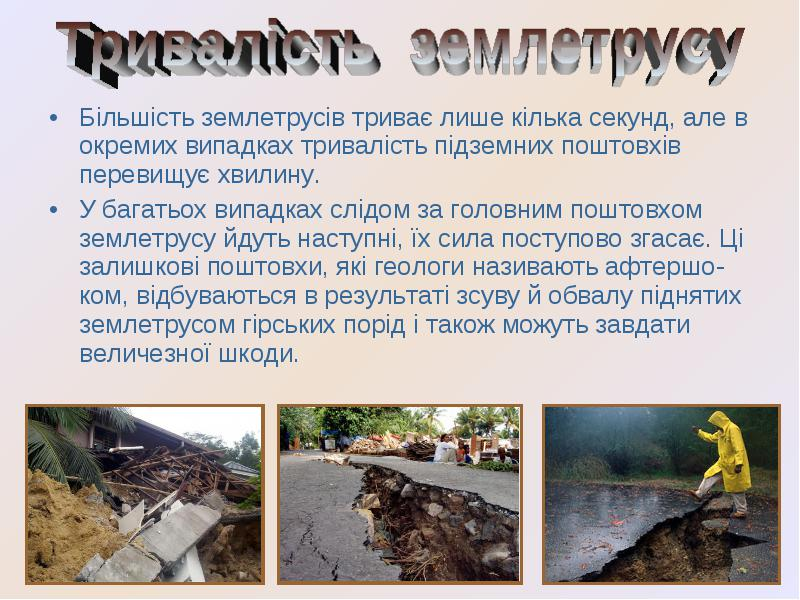 Тривалість землетрусу
• Більшість землетрусів триває лише кілька секунд, але в
окремих випадках тривалість підземних поштовхів
перевищує хвилину.
• У багатьох випадках слідом за головним поштовхом
землетрусу йдуть наступні, їх сила поступово згасає. Ці
залишкові поштовхи, які геологи називають афтершо-
ком, відбуваються в результаті зсуву й обвалу піднятих
землетрусом гірських порід і також можуть завдати
величезної шкоди.